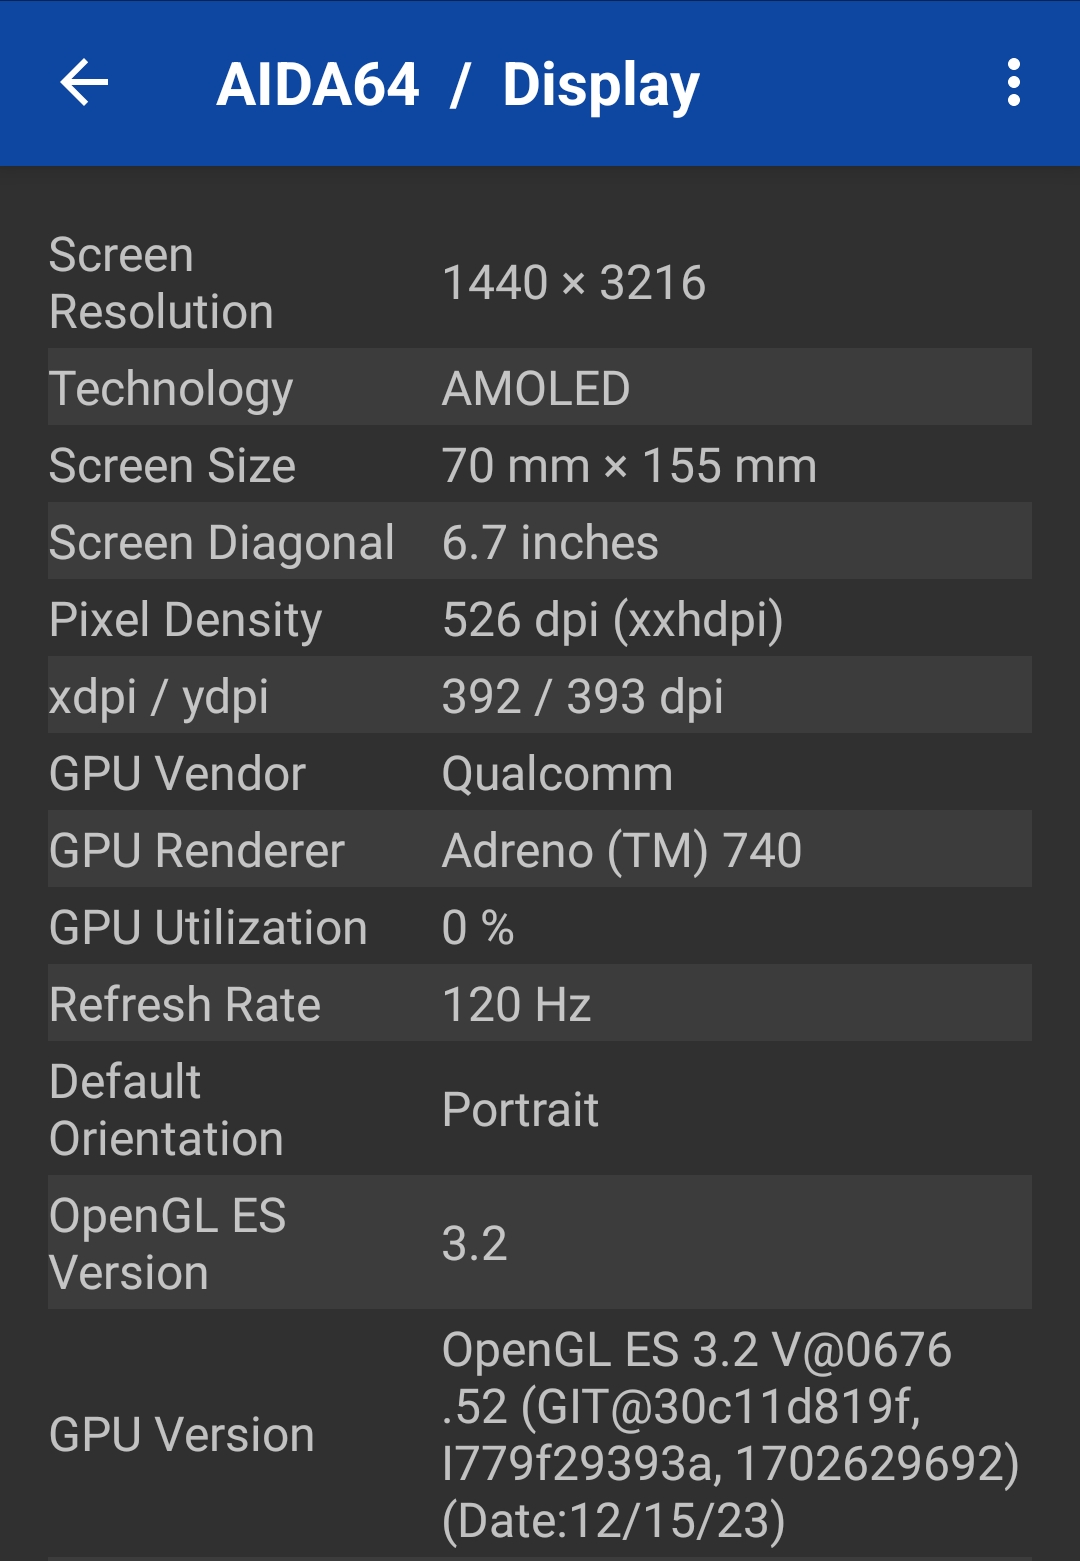 AIDA64 / Display
Screen
Resolution
1440 × 3216
Technology
AMOLED
Screen Size
70 mm × 155 mm
Screen Diagonal
6.7 inches
Pixel Density
526 dpi (xxhdpi)
xdpi / ydpi
392 / 393 dpi
GPU Vendor
Qualcomm
GPU Renderer
Adreno (TM) 740
GPU Utilization
0 %
Refresh Rate
120 Hz
Default
Orientation
Portrait
OpenGL ES
Version
3.2
GPU Version
OpenGL ES 3.2 V@0676
.52 (GIT@30c11d819f,
I779f29393a, 1702629692)
(Date:12/15/23)